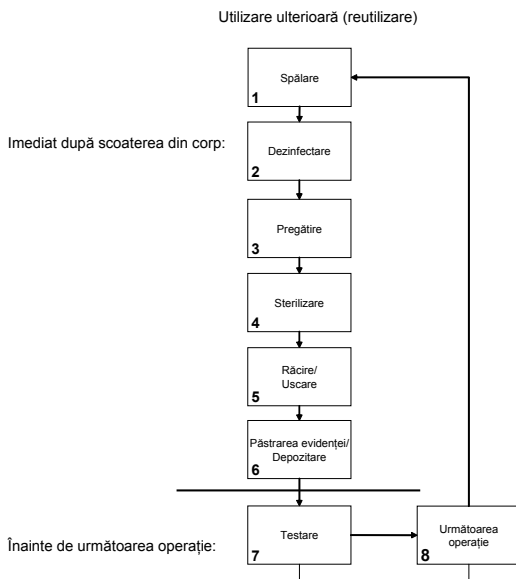 Utilizare ulterioară (reutilizare)
Spălare
1
Imediat după scoaterea din corp:
Dezinfectare
2
Pregătire
3
Sterilizare
4
Răcire/
Uscare
5
Păstrarea evidenței/
Depozitare
6
Înainte de următoarea operație:
Testare
7
Următoarea
operație
8